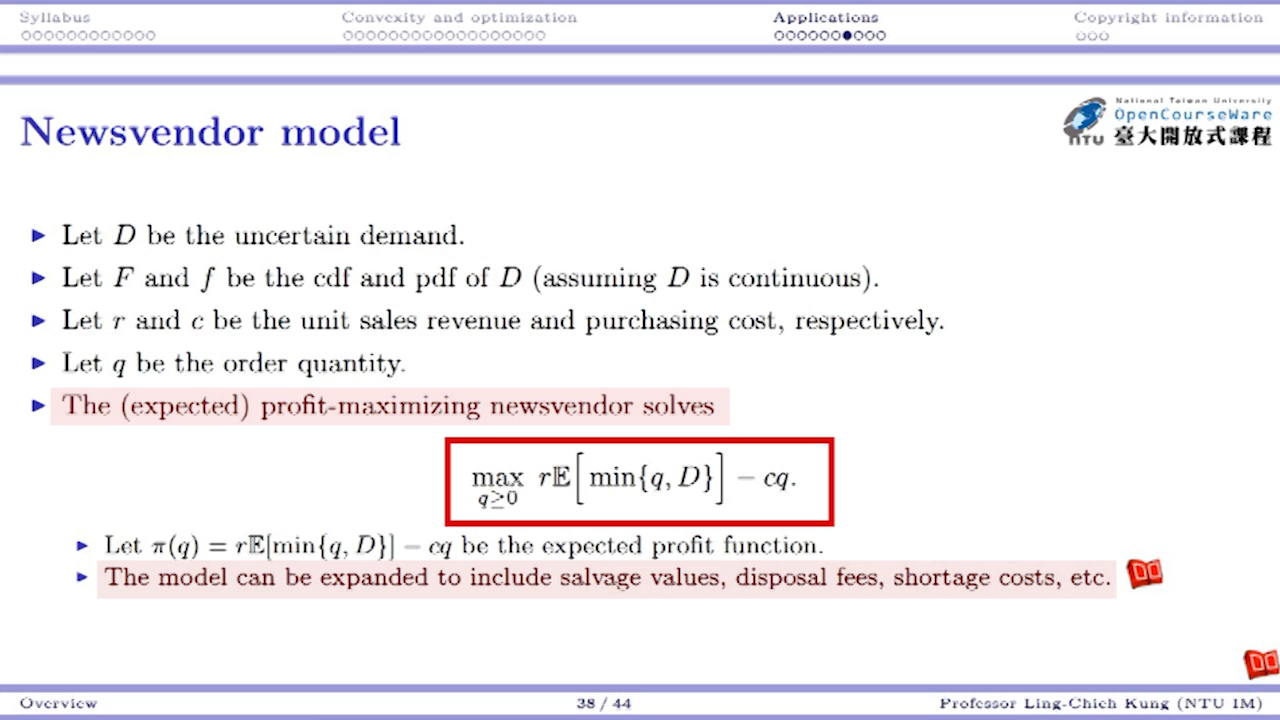 Syllabus Convexity and optimization Applications Copyright information
Newsvendor model
National Taiwan University
OpenCourseWare
NTU 臺大開放式課程
▶ Let D be the uncertain demand.
▶ Let F and f be the cdf and pdf of D (assuming D is continuous).
▶ Let r and c be the unit sales revenue and purchasing cost, respectively.
▶ Let q be the order quantity.
▶ The (expected) profit-maximizing newsvendor solves
max q≥0 r𝔼[min{q, D}] − cq.
▶ Let π(q) = r𝔼[min{q, D}] − cq be the expected profit function.
▶ The model can be expanded to include salvage values, disposal fees, shortage costs, etc.
Overview 38 / 44 Professor Ling-Chieh Kung (NTU IM)